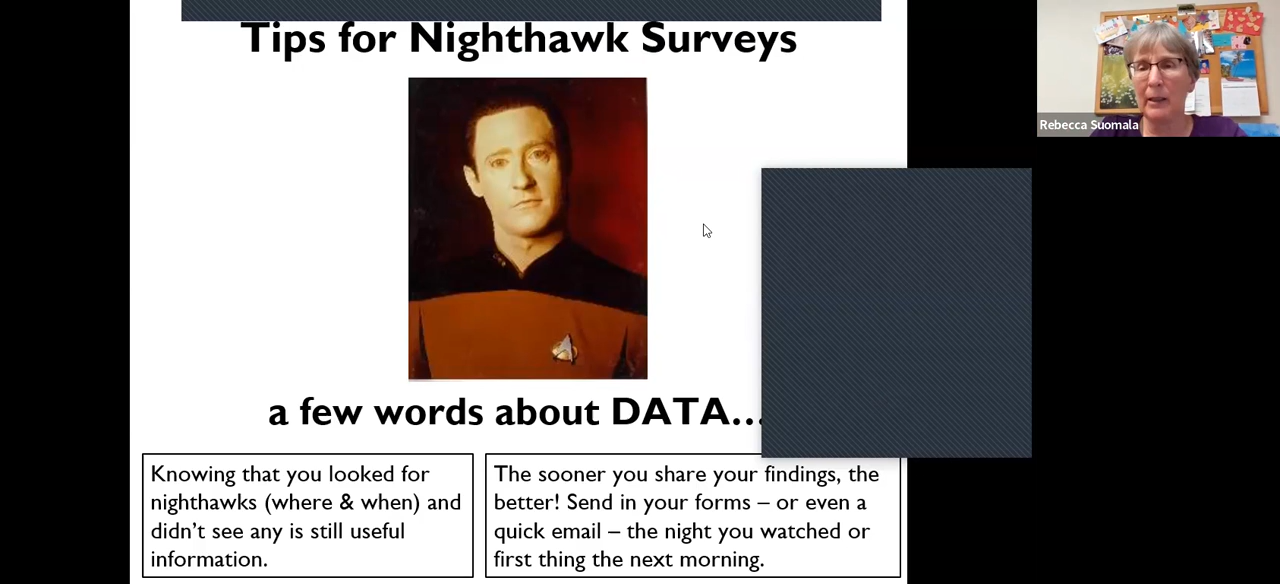 Tips for Nighthawk Surveys
Rebecca Suomala
a few words about DATA...
Knowing that you looked for
nighthawks (where & when) and
didn't see any is still useful
information.
The sooner you share your findings, the
better! Send in your forms – or even a
quick email – the night you watched or
first thing the next morning.